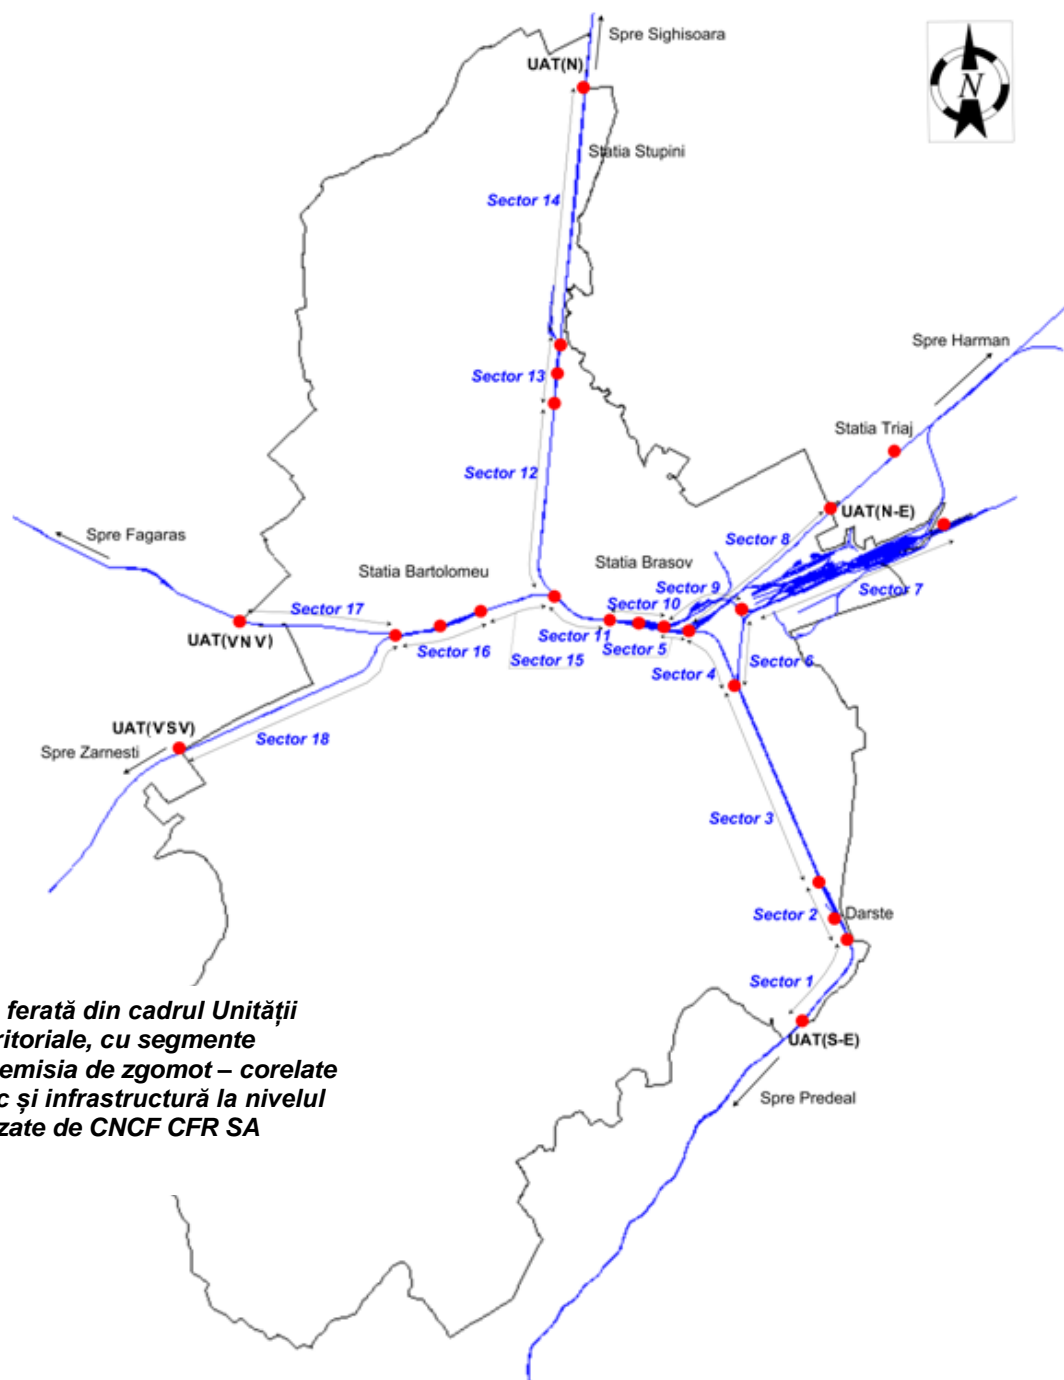 Spre Sighisoara
UAT(N)
N
Statia Stupini
Sector 14
Spre Harman
Sector 13
Statia Triaj
Sector 12
UAT(N-E)
Spre Fagaras
Sector 8
Statia Bartolomeu
Statia Brasov
Sector 9
Sector 7
Sector 17
Sector 10
UAT(VNV)
Sector 11
Sector 16
Sector 5
Sector 15
Sector 6
Sector 4
UAT(VSV)
Sector 18
Spre Zarnesti
Sector 3
Sector 2
Darste
Sector 1
UAT(S-E)
Spre Predeal
ferată din cadrul Unității
ritoriale, cu segmente
emisia de zgomot – corelate
c și infrastructură la nivelul
zate de CNCF CFR SA